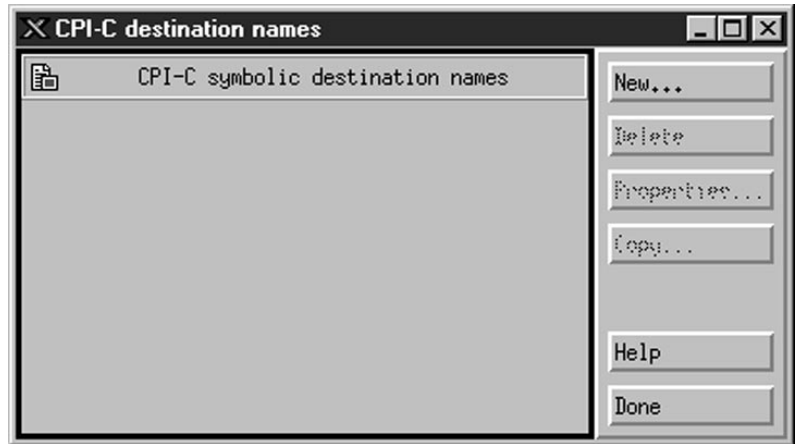 CPI-C destination names
CPI-C symbolic destination names
New...
Delete
Properties...
Copy...
Help
Done